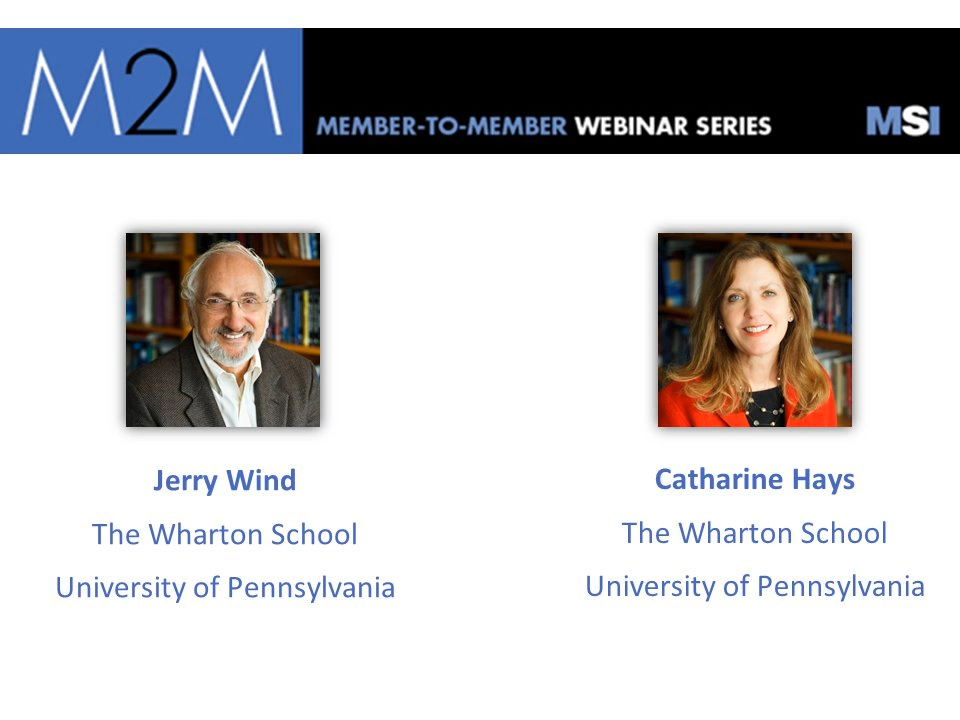 M2M
MEMBER-TO-MEMBER WEBINAR SERIES
MSI
Jerry Wind
The Wharton School
University of Pennsylvania
Catharine Hays
The Wharton School
University of Pennsylvania